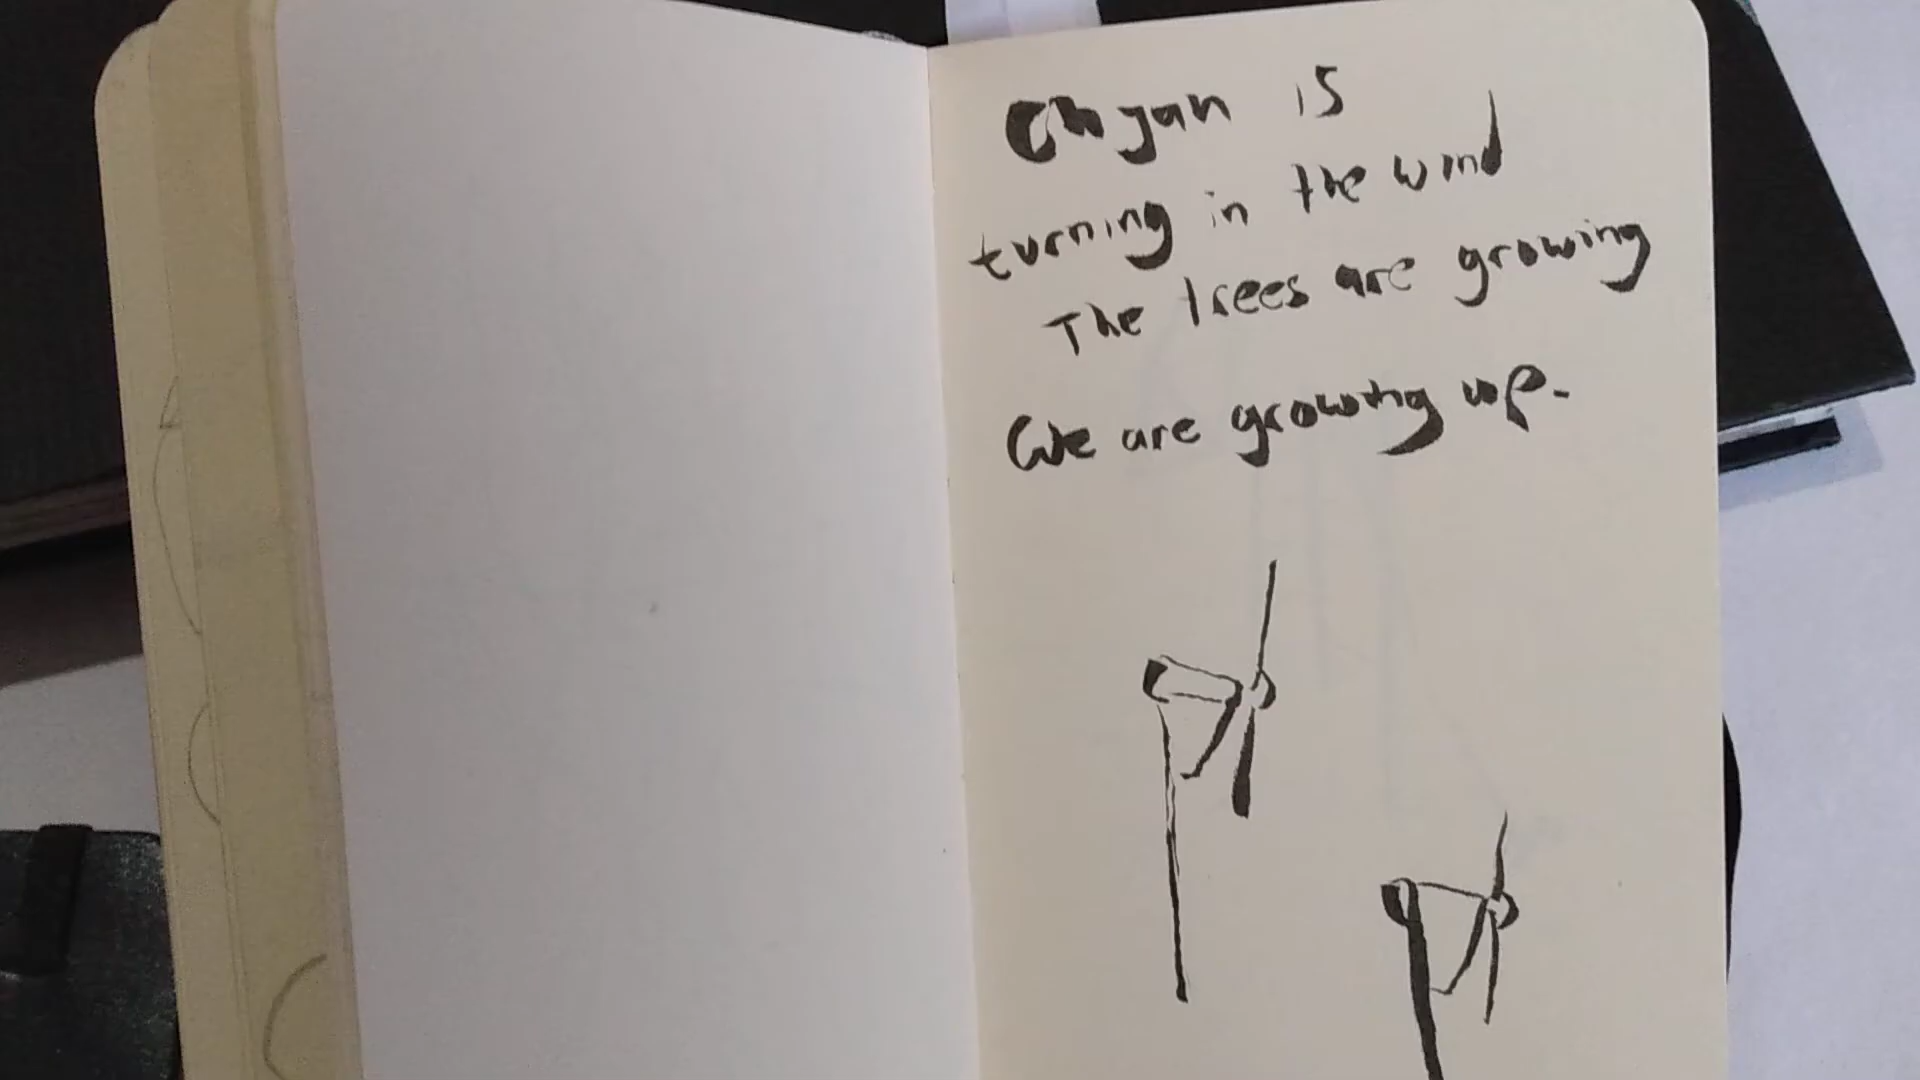 is
turning in the wind
The trees are growing
We are growing up.